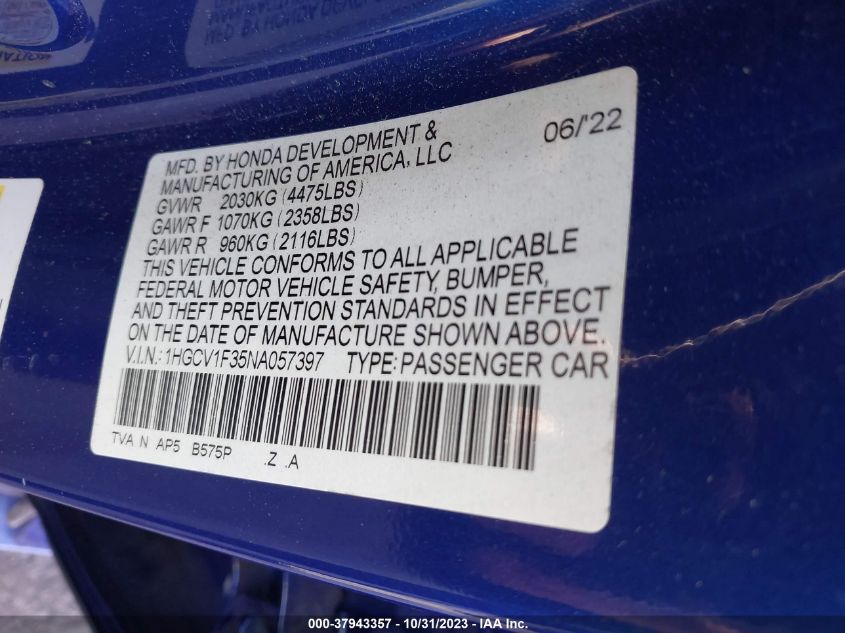 MFD. BY HONDA DEVELOPMENT &
MANUFACTURING OF AMERICA, LLC
06/'22
GVWR 2030KG (4475LBS)
GAWR F 1070KG (2358LBS)
GAWR R 960KG (2116LBS)
THIS VEHICLE CONFORMS TO ALL APPLICABLE
FEDERAL MOTOR VEHICLE SAFETY, BUMPER,
AND THEFT PREVENTION STANDARDS IN EFFECT
ON THE DATE OF MANUFACTURE SHOWN ABOVE.
V.I.N.: 1HGCV1F35NA057397 TYPE: PASSENGER CAR
TVA N AP5 B575P .Z .A
000-37943357 - 10/31/2023 - IAA Inc.